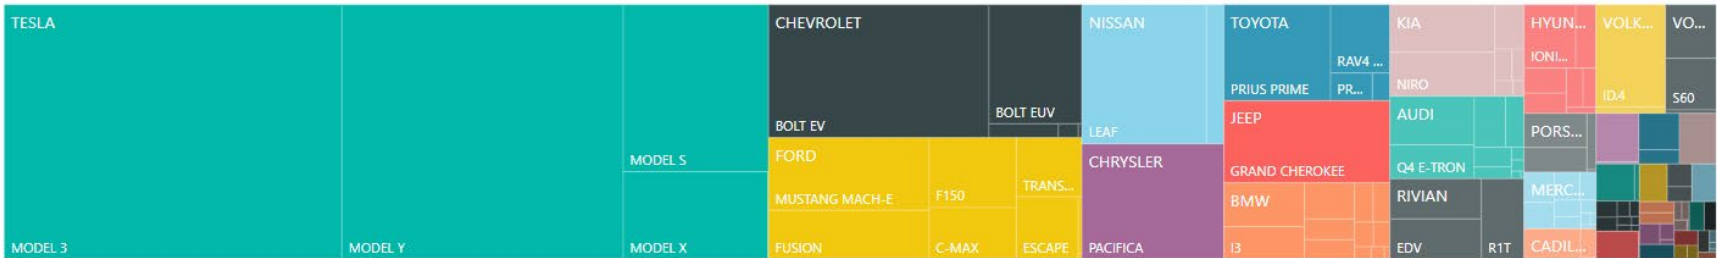 TESLA
MODEL 3
MODEL Y
MODEL S
MODEL X
CHEVROLET
BOLT EV
BOLT EUV
FORD
MUSTANG MACH-E
FUSION
F150
C-MAX
TRANS...
ESCAPE
NISSAN
LEAF
CHRYSLER
PACIFICA
TOYOTA
PRIUS PRIME
RAV4 ...
PR...
JEEP
GRAND CHEROKEE
BMW
I3
KIA
NIRO
AUDI
Q4 E-TRON
RIVIAN
EDV
R1T
HYUN...
IONI...
PORS...
MERC...
CADIL...
VOLK...
ID.4
VO...
S60